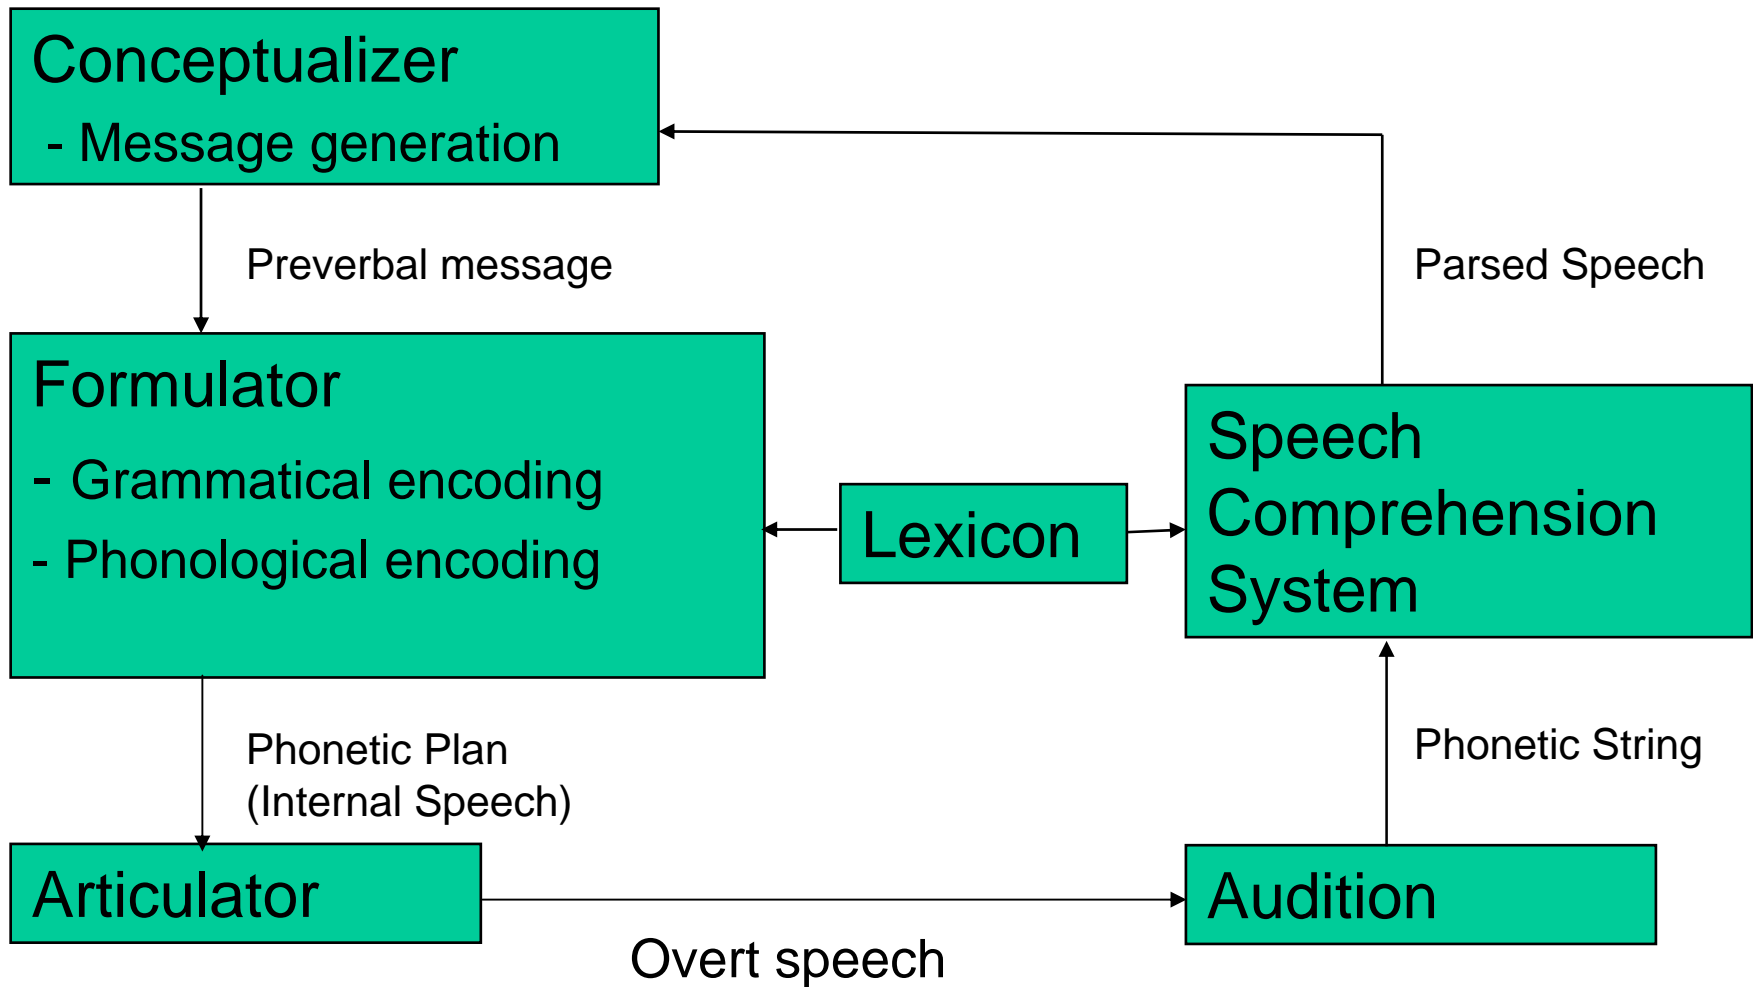 Conceptualizer
- Message generation
Preverbal message
Parsed Speech
Formulator
- Grammatical encoding
- Phonological encoding
Lexicon
Speech
Comprehension
System
Phonetic Plan
(Internal Speech)
Phonetic String
Articulator
Audition
Overt speech